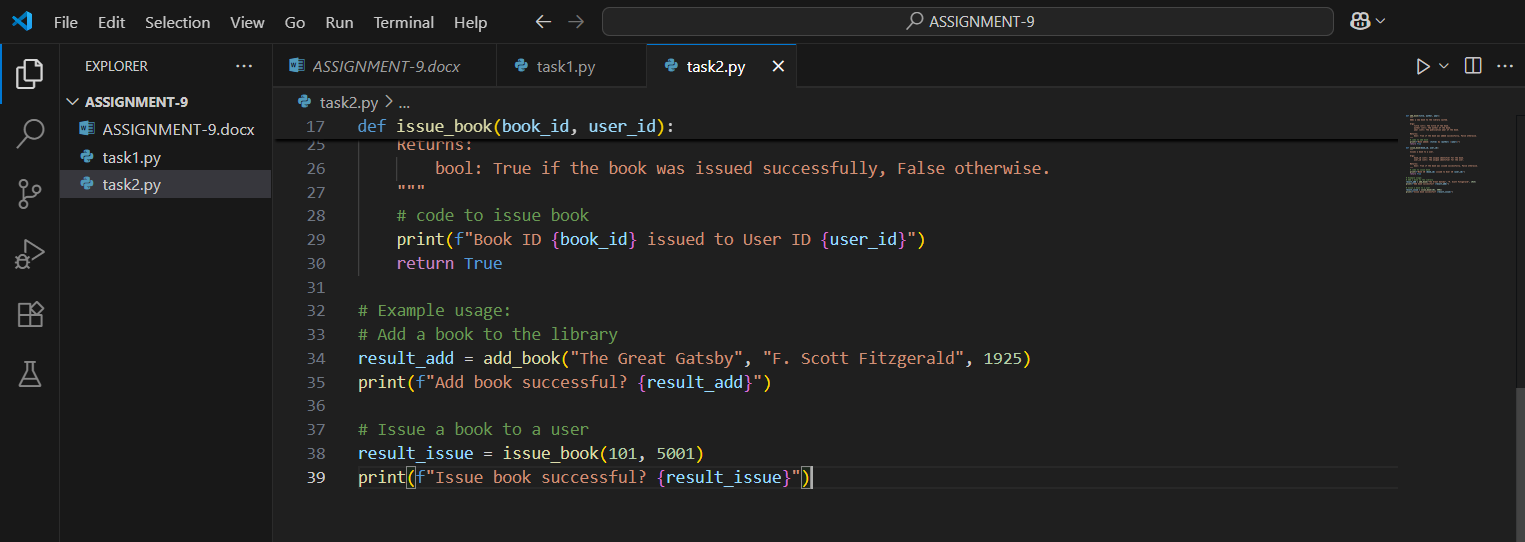 File Edit Selection View Go Run Terminal Help
ASSIGNMENT-9
EXPLORER
ASSIGNMENT-9
ASSIGNMENT-9.docx
task1.py
task2.py
ASSIGNMENT-9.docx task1.py task2.py
task2.py > ...
17 def issue_book(book_id, user_id):
25     Returns:
26         bool: True if the book was issued successfully, False otherwise.
27     """
28     # code to issue book
29     print(f"Book ID {book_id} issued to User ID {user_id}")
30     return True
31
32 # Example usage:
33 # Add a book to the library
34 result_add = add_book("The Great Gatsby", "F. Scott Fitzgerald", 1925)
35 print(f"Add book successful? {result_add}")
36
37 # Issue a book to a user
38 result_issue = issue_book(101, 5001)
39 print(f"Issue book successful? {result_issue}")